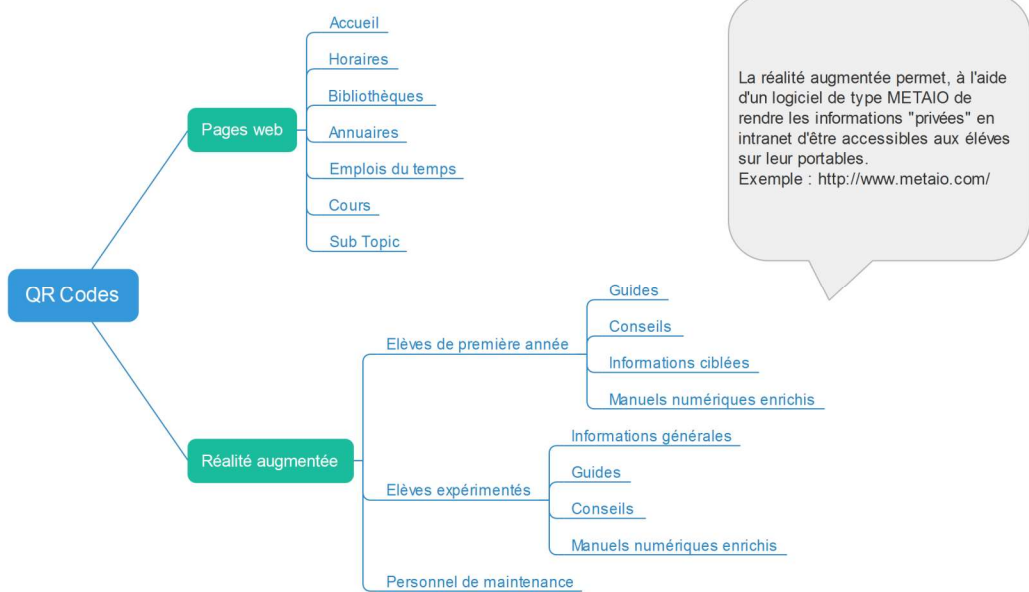 Accueil
Horaires
Bibliothèques
Pages web
Annuaires
Emplois du temps
Cours
Sub Topic
QR Codes
La réalité augmentée permet, à l'aide
d'un logiciel de type METAIO de
rendre les informations "privées" en
intranet d'être accessibles aux éléves
sur leur portables.
Exemple : http://www.metaio.com/
Guides
Conseils
Elèves de première année
Informations ciblées
Manuels numériques enrichis
Réalité augmentée
Informations générales
Guides
Elèves expérimentés
Conseils
Manuels numériques enrichis
Personnel de maintenance